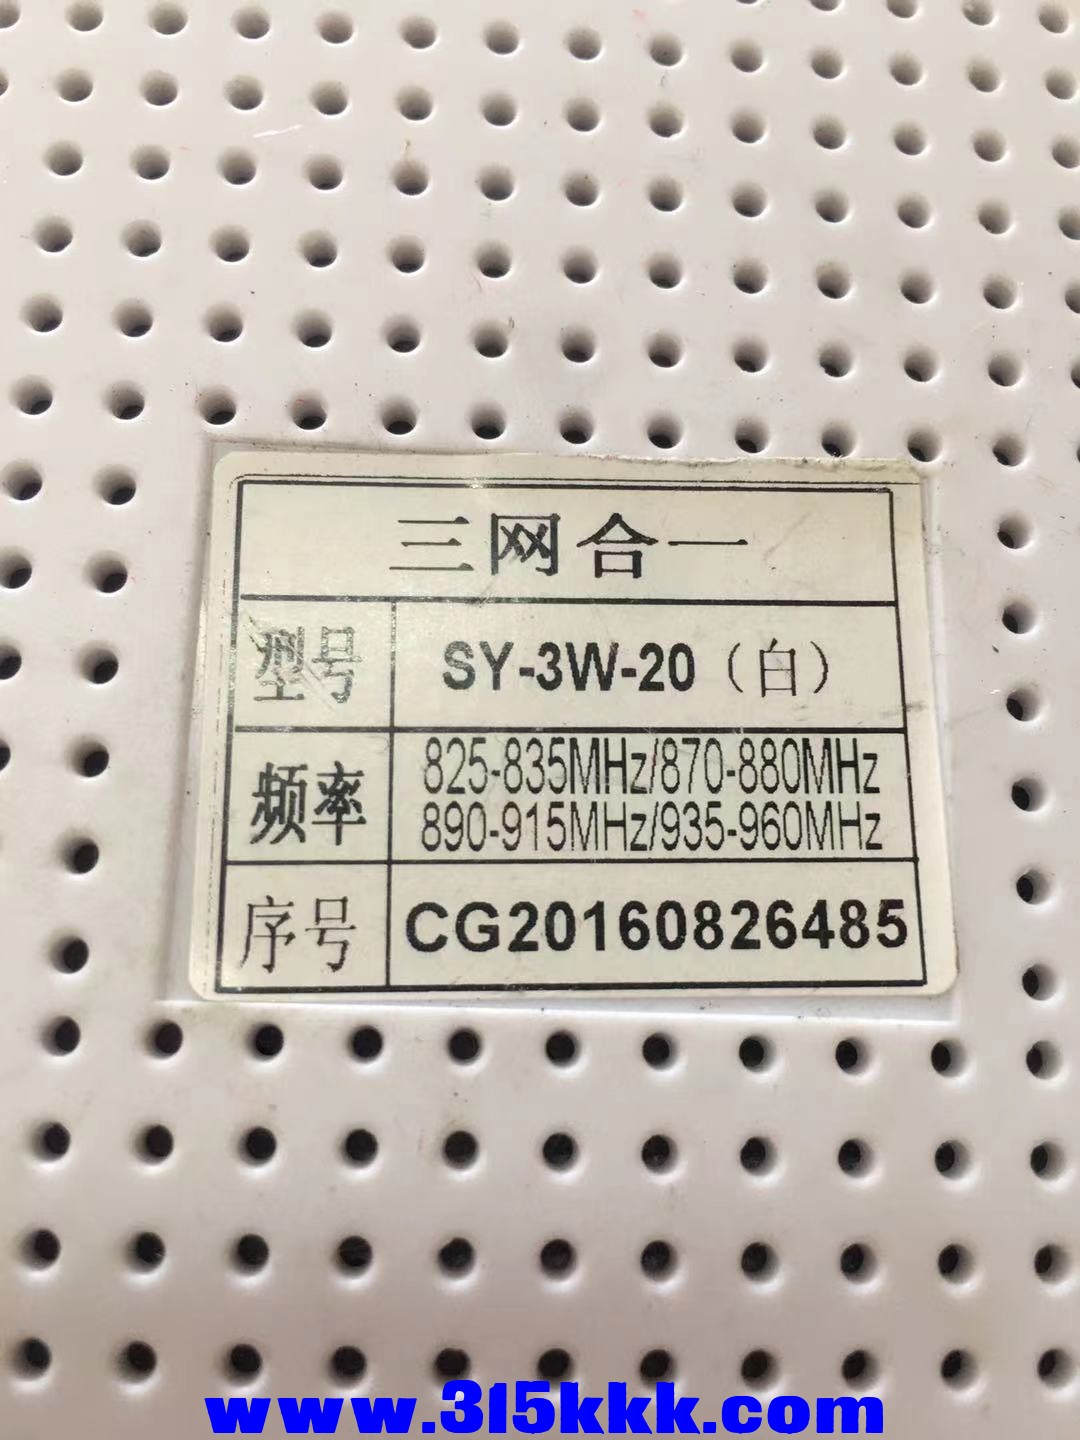 三网合一
型号 SY-3W-20（白）
频率 825-835MHz/870-880MHz
890-915MHz/935-960MHz
序号 CG20160826485
www.315kkk.com